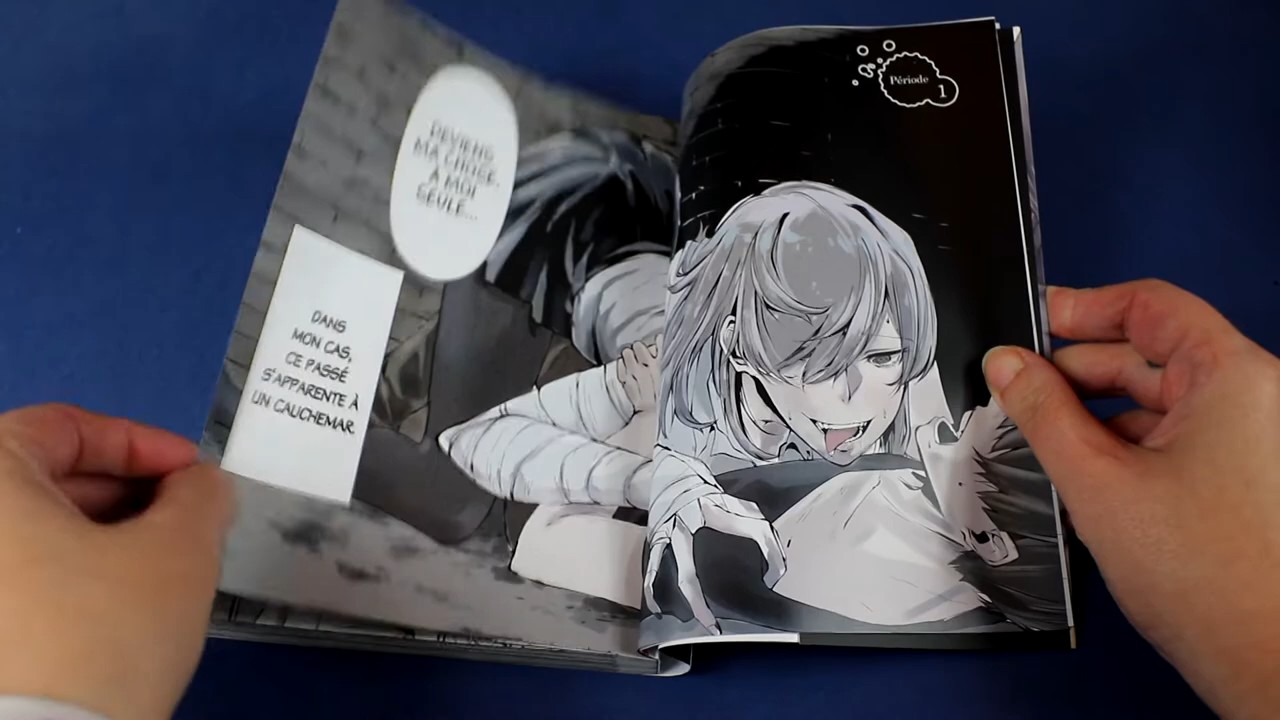 DEVIENS
MA CHOSE,
À MOI
SEULE...
DANS
MON CAS,
CE PASSÉ
S'APPARENTE À
UN CAUCHEMAR.
Période
1